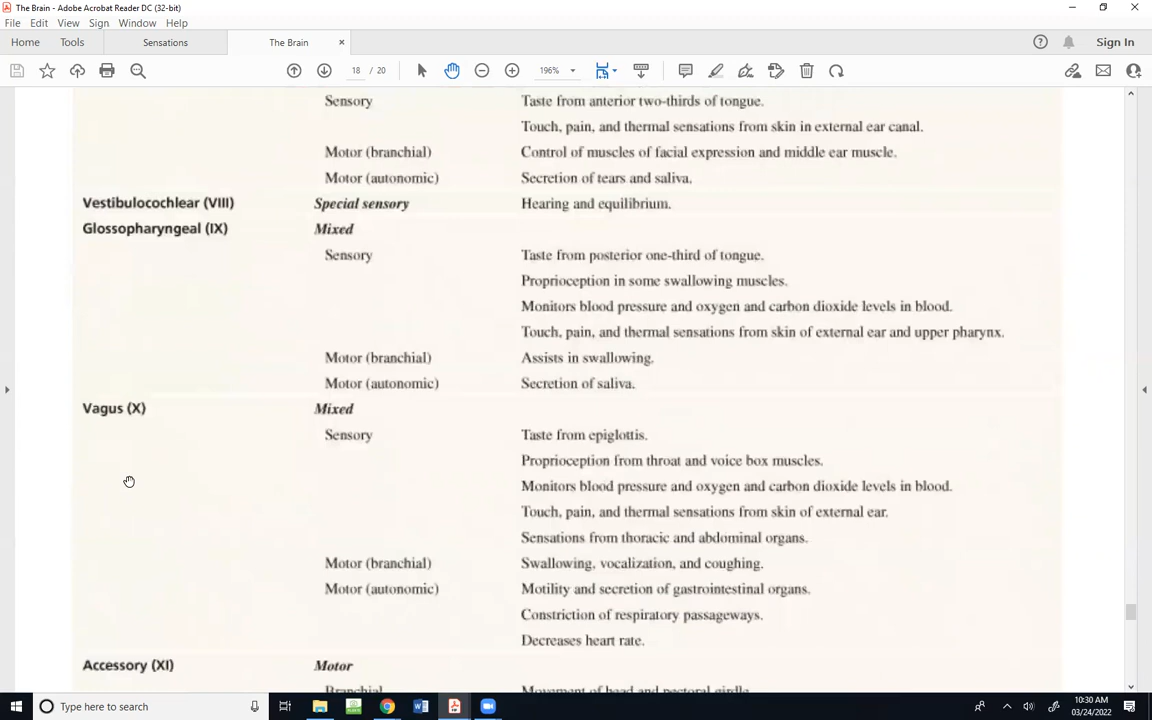 The Brain - Adobe Acrobat Reader DC (32-bit)
File Edit View Sign Window Help
Home Tools Sensations The Brain × Sign In
18 / 20 196%
Sensory Taste from anterior two-thirds of tongue.
Touch, pain, and thermal sensations from skin in external ear canal.
Motor (branchial) Control of muscles of facial expression and middle ear muscle.
Motor (autonomic) Secretion of tears and saliva.
Vestibulocochlear (VIII) Special sensory Hearing and equilibrium.
Glossopharyngeal (IX) Mixed
Sensory Taste from posterior one-third of tongue.
Proprioception in some swallowing muscles.
Monitors blood pressure and oxygen and carbon dioxide levels in blood.
Touch, pain, and thermal sensations from skin of external ear and upper pharynx.
Motor (branchial) Assists in swallowing.
Motor (autonomic) Secretion of saliva.
Vagus (X) Mixed
Sensory Taste from epiglottis.
Proprioception from throat and voice box muscles.
Monitors blood pressure and oxygen and carbon dioxide levels in blood.
Touch, pain, and thermal sensations from skin of external ear.
Sensations from thoracic and abdominal organs.
Motor (branchial) Swallowing, vocalization, and coughing.
Motor (autonomic) Motility and secretion of gastrointestinal organs.
Constriction of respiratory passageways.
Decreases heart rate.
Accessory (XI) Motor
Branchial Movement of head and pectoral girdle.
Type here to search
10:30 AM
03/24/2022